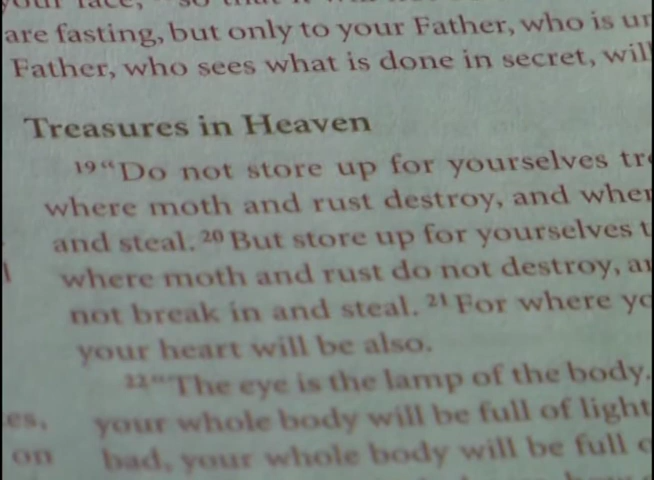 are fasting, but only to your Father, who is
Father, who sees what is done in secret, will
Treasures in Heaven
19 “Do not store up for yourselves
where moth and rust destroy, and
and steal. 20 But store up for yourselves
where moth and rust do not destroy,
not break in and steal. 21 For where
your heart will be also.
22 “The eye is the lamp of the body.
your whole body will be full of light
on bad, your whole body will be full